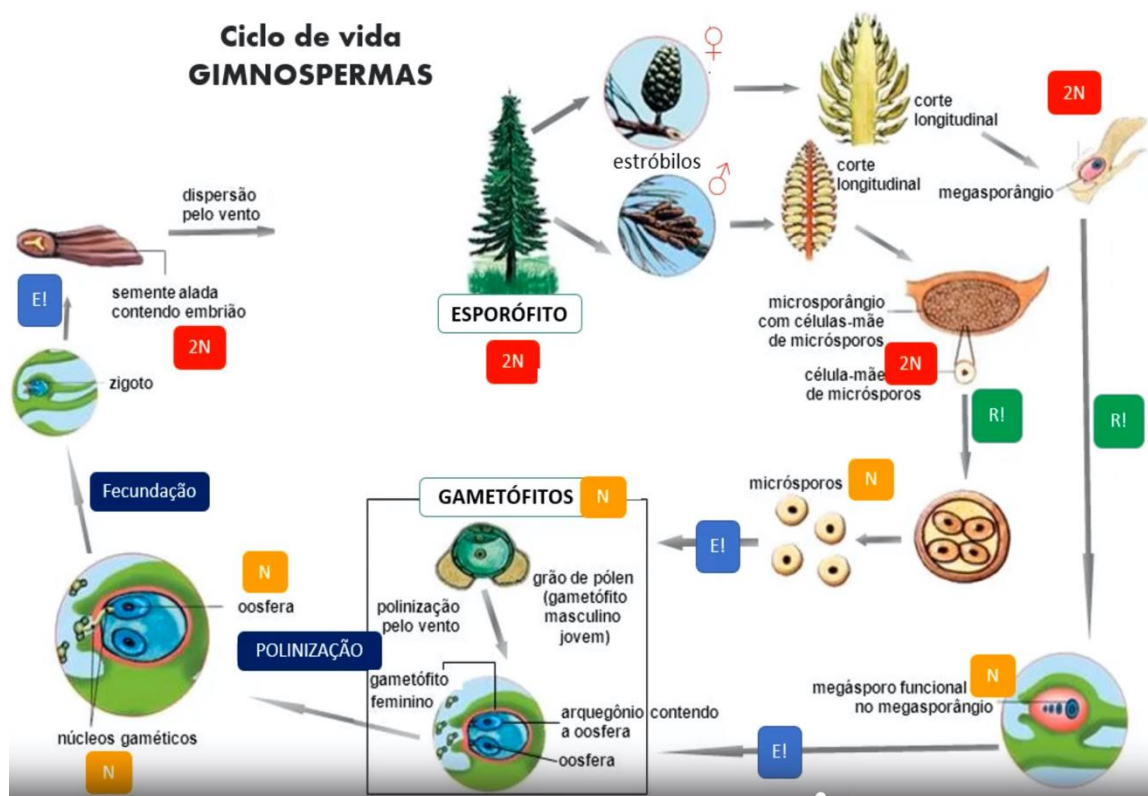 Ciclo de vida
GIMNOSPERMAS
♀
estróbilos
♂
corte
longitudinal
corte
longitudinal
2N
megasporângio
dispersão
pelo vento
E!
semente alada
contendo embrião
2N
zigoto
ESPORÓFITO
2N
microsporângio
com células-mãe
de micrósporos
2N
célula-mãe
de micrósporos
R!
R!
Fecundação
GAMETÓFITOS
N
micrósporos
N
E!
grão de pólen
(gametófito
masculino
jovem)
polinização
pelo vento
N
oosfera
POLINIZAÇÃO
gametófito
feminino
arquegônio contendo
a oosfera
oosfera
núcleos gaméticos
N
N
megásporo funcional
no megasporângio
E!